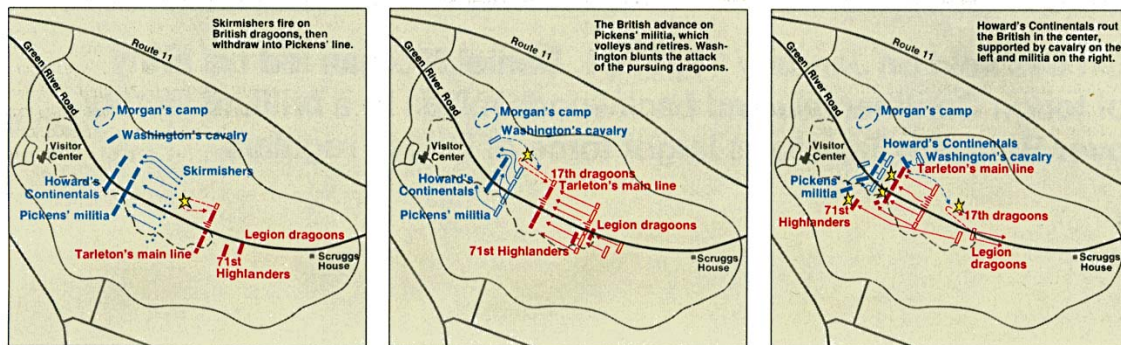 Skirmishers fire on
British dragoons, then
withdraw into Pickens' line.
Route 11
Green River Road
Morgan's camp
Washington's cavalry
Visitor
Center
Skirmishers
Howard's
Continentals
Pickens' militia
Legion dragoons
Tarleton's main line
71st
Highlanders
Scruggs
House
The British advance on
Pickens' militia, which
volleys and retires. Wash-
ington blunts the attack
of the pursuing dragoons.
Route 11
Green River Road
Morgan's camp
Washington's cavalry
Visitor
Center
17th dragoons
Tarleton's main line
Howard's
Continentals
Pickens' militia
Legion dragoons
71st Highlanders
Scruggs
House
Howard's Continentals rout
the British in the center,
supported by cavalry on the
left and militia on the right.
Route 11
Green River Road
Morgan's camp
Howard's Continentals
Washington's cavalry
Visitor
Center
Tarleton's main line
Pickens'
militia
71st
Highlanders
17th dragoons
Legion
dragoons
Scruggs
House